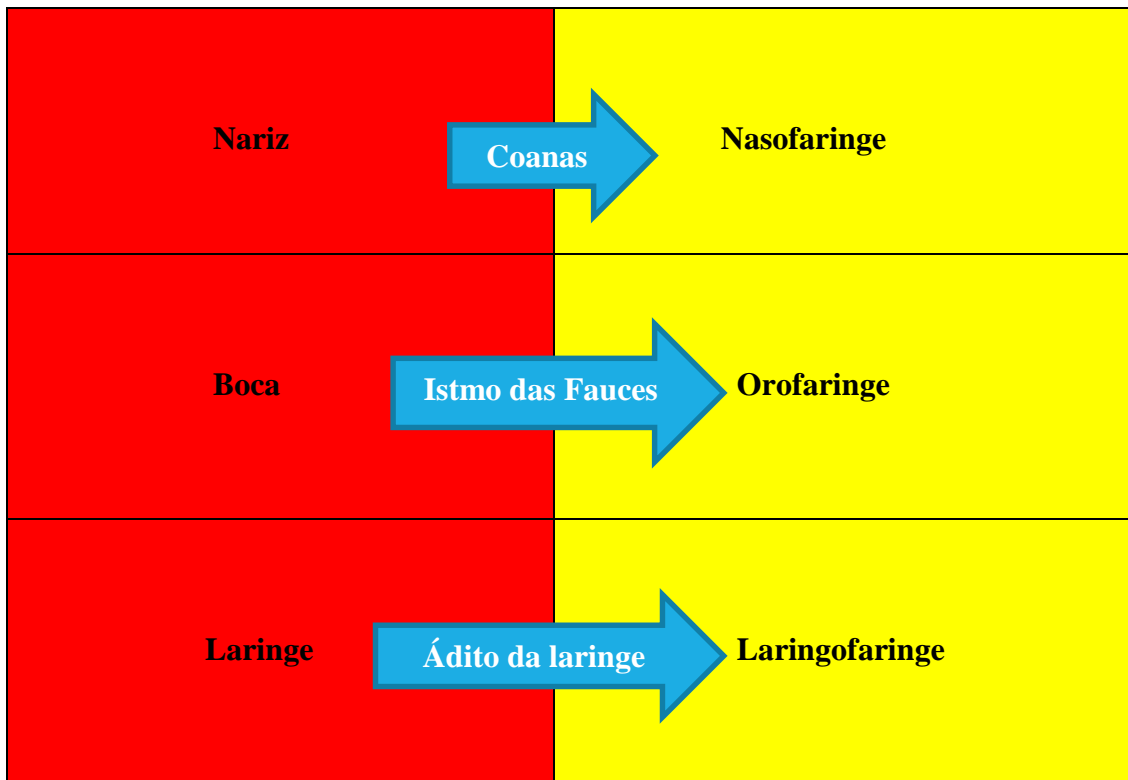 Nariz
Coanas
Nasofaringe
Boca
Istmo das Fauces
Orofaringe
Laringe
Ádito da laringe
Laringofaringe